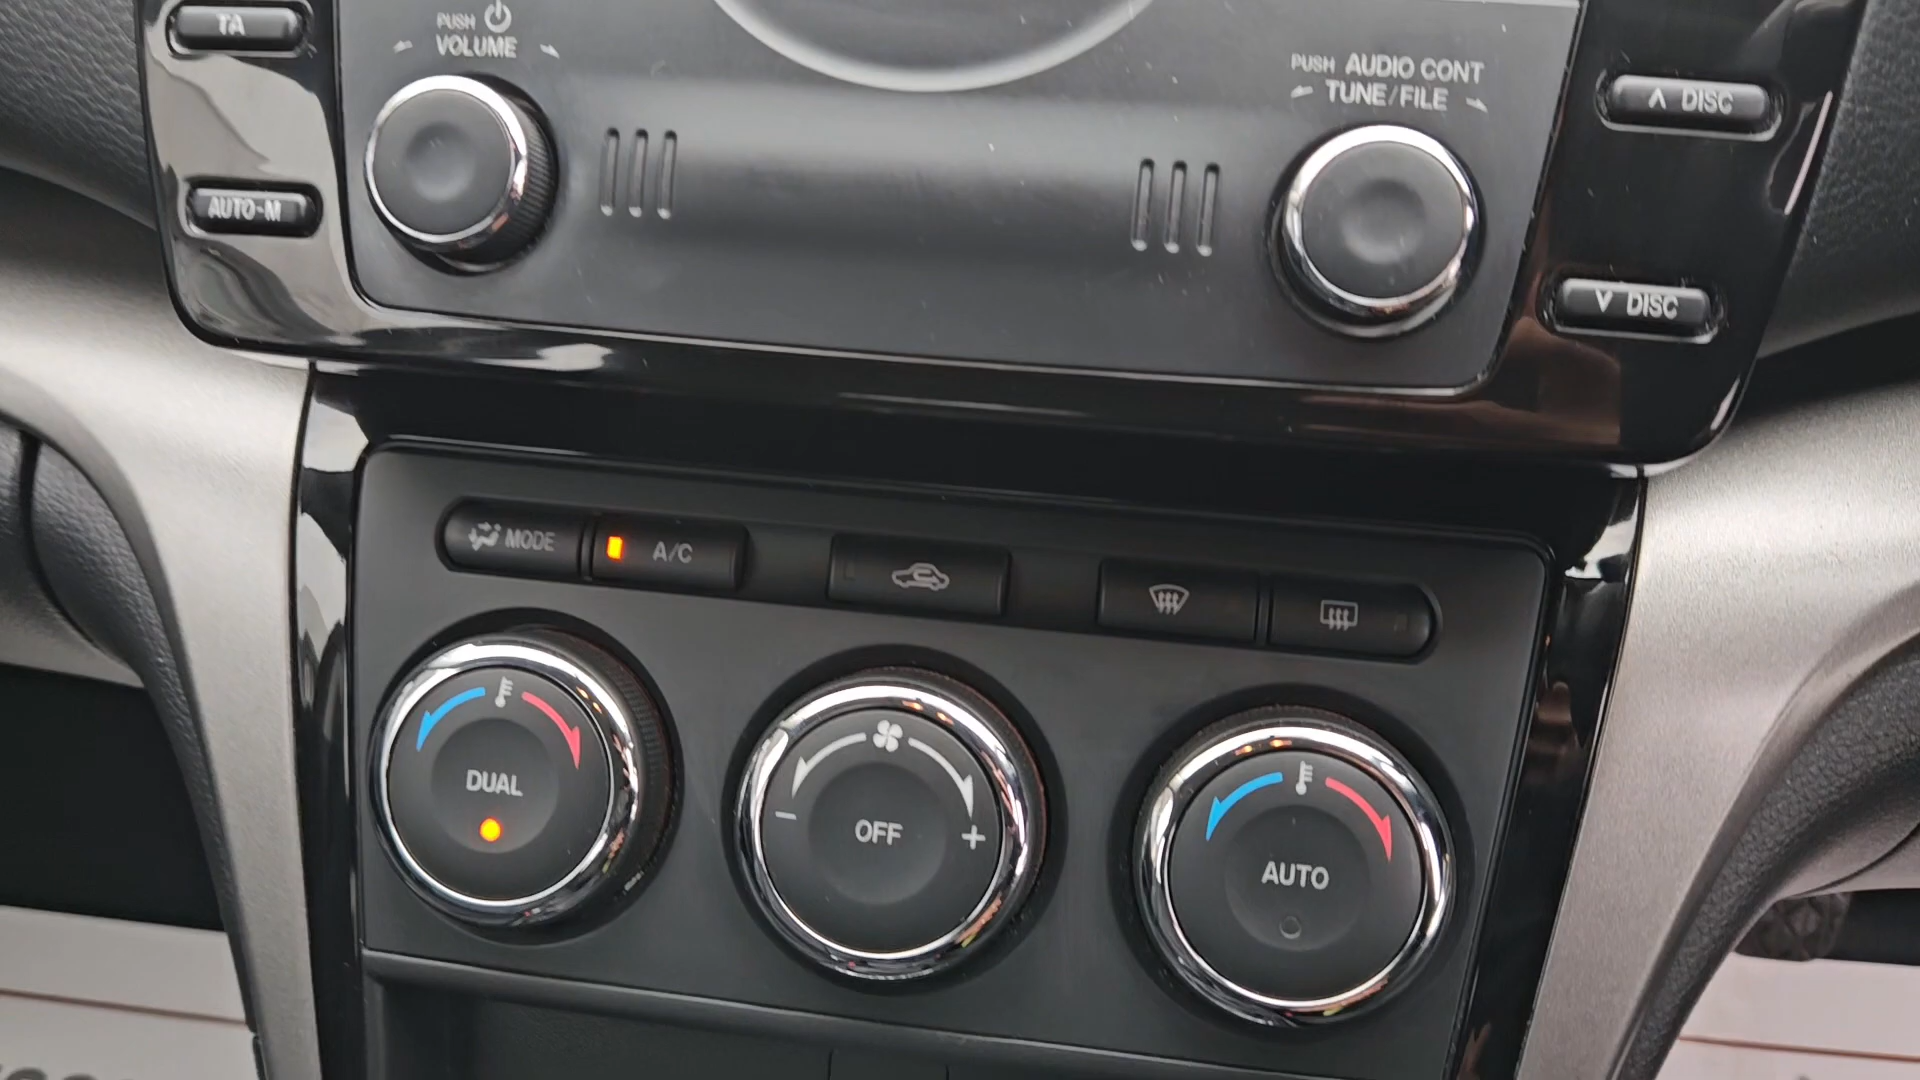 TA
PUSH
VOLUME
PUSH AUDIO CONT
TUNE/FILE
∧ DISC
AUTO-M
∨ DISC
MODE
A/C
DUAL
OFF
- +
AUTO